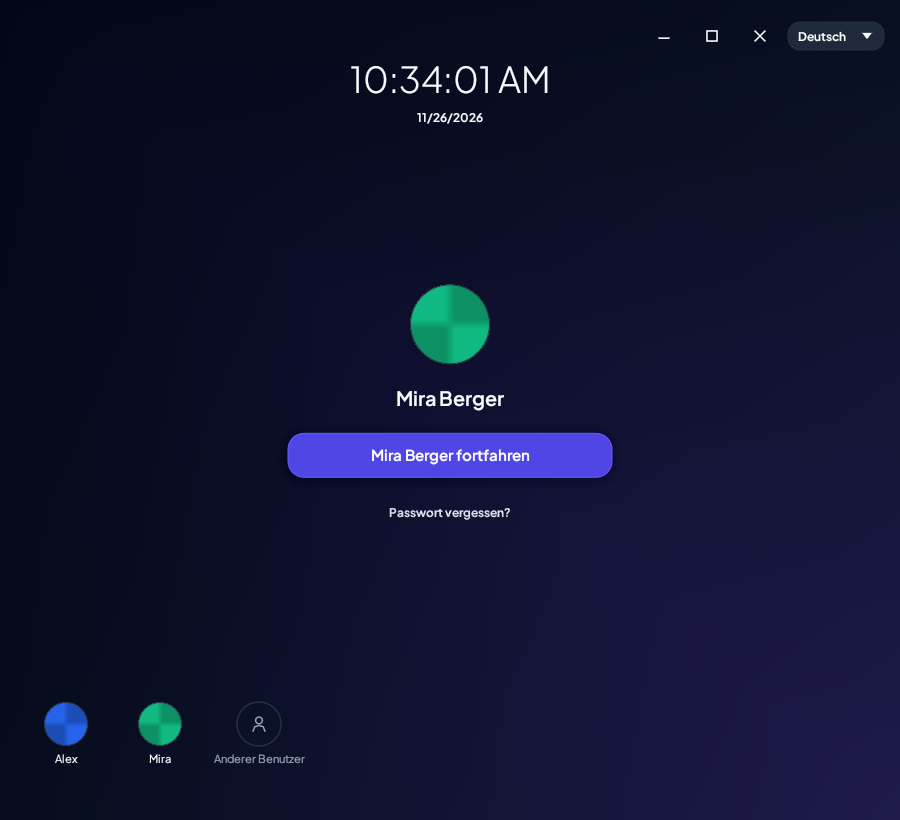 Deutsch
10:34:01 AM
11/26/2026
Mira Berger
Mira Berger fortfahren
Passwort vergessen?
Alex
Mira
Anderer Benutzer